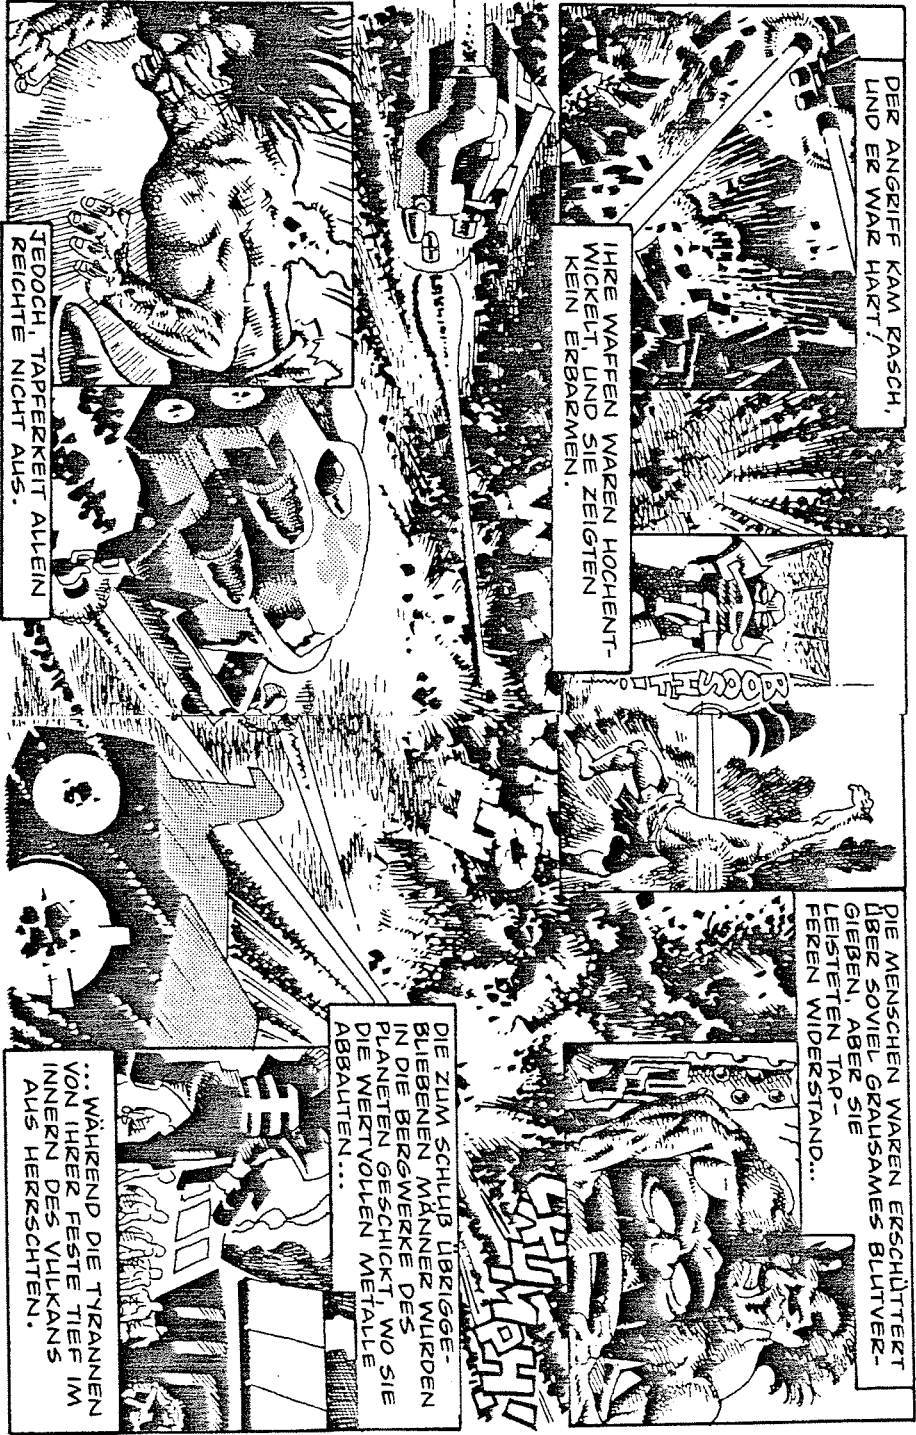 DER ANGRIFF KAM RASCH,
UND ER WAR HART!
IHRE WAFFEN WAREN HOCHENT-
WICKELT, UND SIE ZEIGTEN
KEIN ERBARMEN.
DIE MENSCHEN WAREN ERSCHÜTTERT
ÜBER SOVIEL GRAUSAMES BLUTVER-
GIEßEN, ABER SIE
LEISTETEN TAP-
FEREN WIDERSTAND...
JEDOCH, TAPFERKEIT ALLEIN
REICHTE NICHT AUS.
DIE ZUM SCHLUß ÜBRIGGE-
BLIEBENEN MÄNNER WURDEN
IN DIE BERGWERKE DES
PLANETEN GESCHICKT, WO SIE
DIE WERTVOLLEN METALLE
ABBAUTEN...
...WÄHREND DIE TYRANNEN
VON IHRER FESTE TIEF IM
INNERN DES VULKANS
AUS HERRSCHTEN.